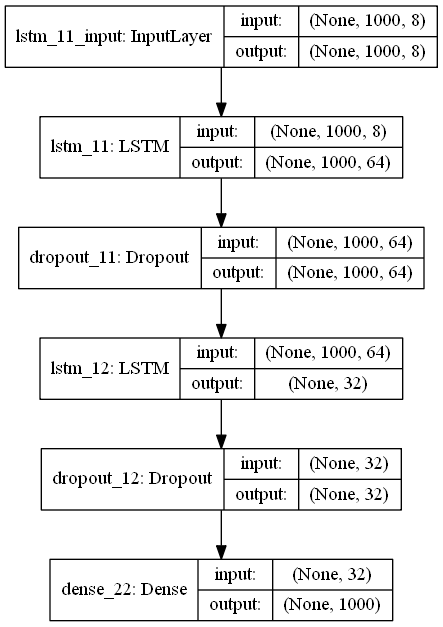 lstm_11_input: InputLayer
input: (None, 1000, 8)
output: (None, 1000, 8)
lstm_11: LSTM
input: (None, 1000, 8)
output: (None, 1000, 64)
dropout_11: Dropout
input: (None, 1000, 64)
output: (None, 1000, 64)
lstm_12: LSTM
input: (None, 1000, 64)
output: (None, 32)
dropout_12: Dropout
input: (None, 32)
output: (None, 32)
dense_22: Dense
input: (None, 32)
output: (None, 1000)